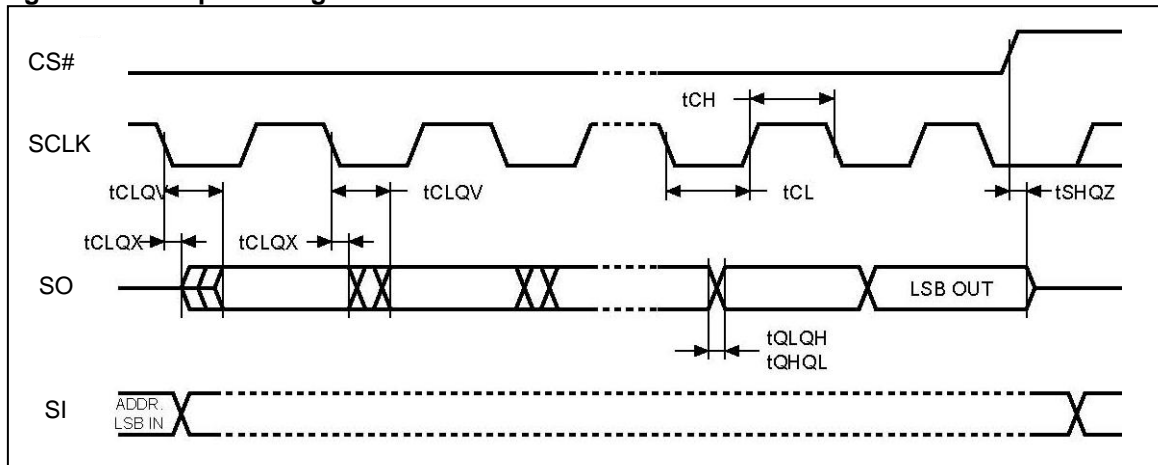 CS#
tCH
SCLK
tCLQV
tCLQV
tCL
tSHQZ
tCLQX
tCLQX
SO
LSB OUT
tQLQH
tQHQL
SI
ADDR.
LSB IN